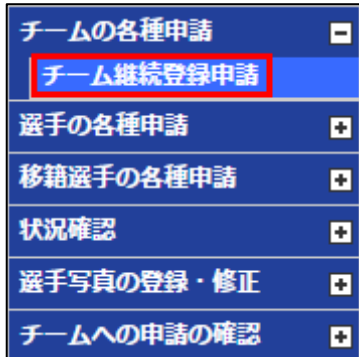 チームの各種申請
チーム継続登録申請
選手の各種申請
移籍選手の各種申請
状況確認
選手写真の登録・修正
チームへの申請の確認